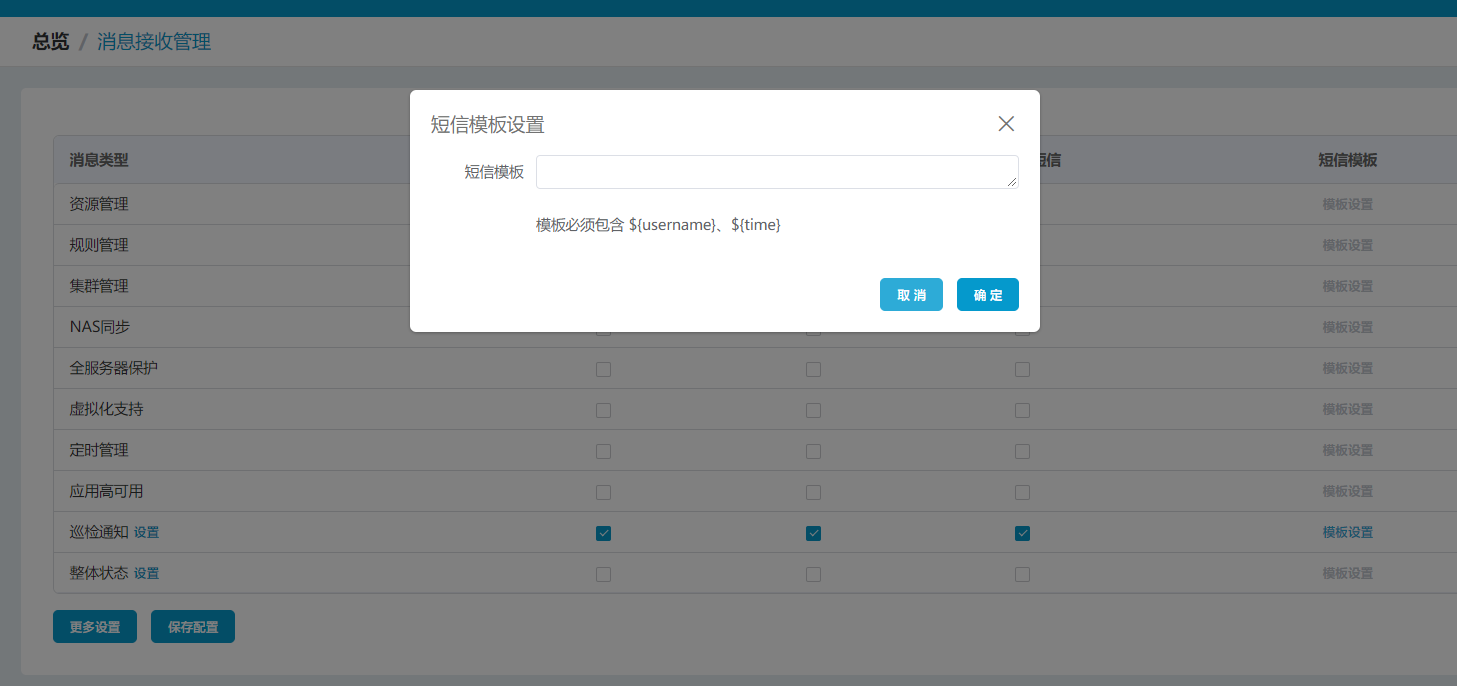 总览 / 消息接收管理
短信模板设置
短信模板
模板必须包含 ${username}、${time}
取 消 确 定
消息类型 短信 短信模板
资源管理 模板设置
规则管理 模板设置
集群管理 模板设置
NAS同步 模板设置
全服务器保护 模板设置
虚拟化支持 模板设置
定时管理 模板设置
应用高可用 模板设置
巡检通知 设置 模板设置
整体状态 设置 模板设置
更多设置 保存配置